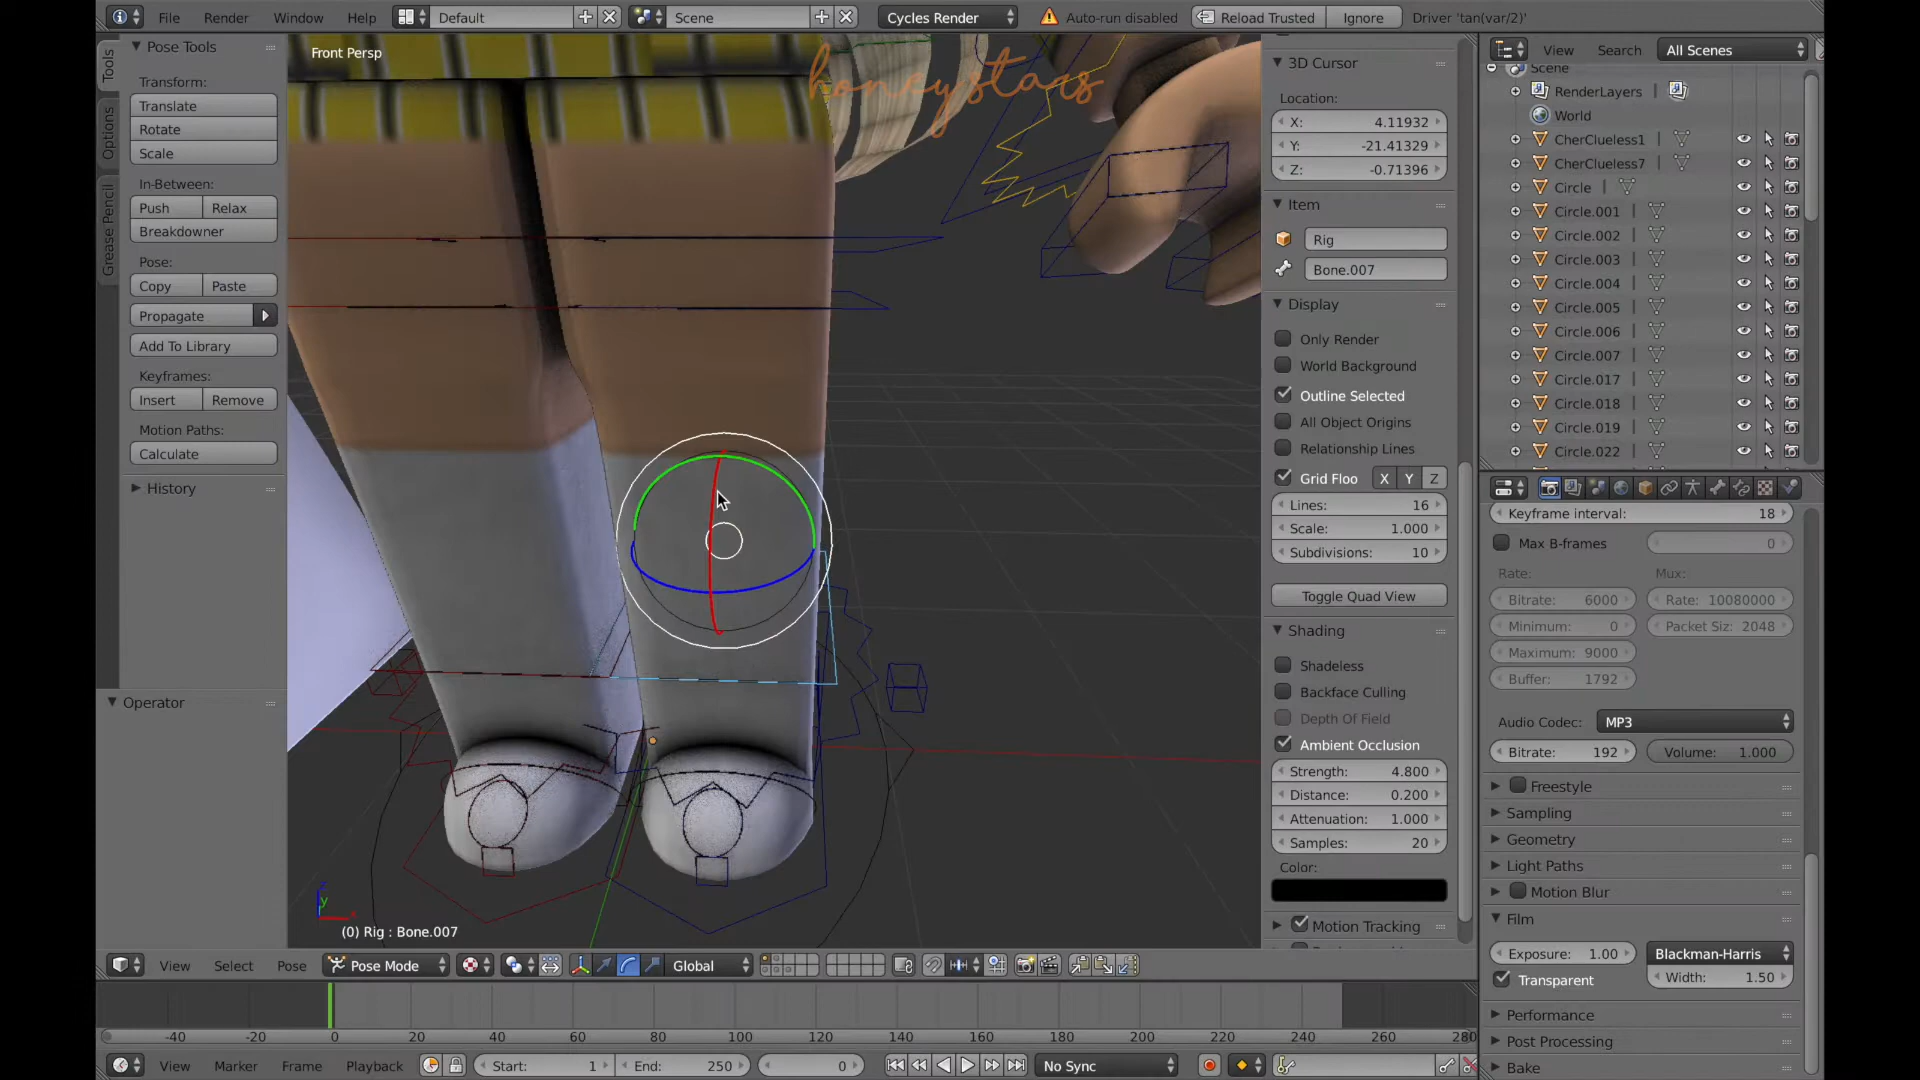 File Render Window Help Default Scene Cycles Render Auto-run disabled Reload Trusted Ignore Driver 'tan(var/2)'
Tools
Options
Grease Pencil
Pose Tools
Transform:
Translate
Rotate
Scale
In-Between:
Push Relax
Breakdowner
Pose:
Copy Paste
Propagate
Add To Library
Keyframes:
Insert Remove
Motion Paths:
Calculate
History
Operator
Front Persp
honeystars
(0) Rig : Bone.007
3D Cursor
Location:
X: 4.11932
Y: -21.41329
Z: -0.71396
Item
Rig
Bone.007
Display
Only Render
World Background
Outline Selected
All Object Origins
Relationship Lines
Grid Floo X Y Z
Lines: 16
Scale: 1.000
Subdivisions: 10
Toggle Quad View
Shading
Shadeless
Backface Culling
Depth Of Field
Ambient Occlusion
Strength: 4.800
Distance: 0.200
Attenuation: 1.000
Samples: 20
Color:
Motion Tracking
View Search All Scenes
Scene
RenderLayers
World
CherClueless1
CherClueless7
Circle
Circle.001
Circle.002
Circle.003
Circle.004
Circle.005
Circle.006
Circle.007
Circle.017
Circle.018
Circle.019
Circle.022
Keyframe interval: 18
Max B-frames 0
Rate: Mux:
Bitrate: 6000 Rate: 10080000
Minimum: 0 Packet Siz: 2048
Maximum: 9000
Buffer: 1792
Audio Codec: MP3
Bitrate: 192 Volume: 1.000
Freestyle
Sampling
Geometry
Light Paths
Motion Blur
Film
Exposure: 1.00 Blackman-Harris
Transparent Width: 1.50
Performance
Post Processing
Bake
View Select Pose Pose Mode Global
-40 -20 0 20 40 60 80 100 120 140 160 180 200 220 240 260 280
View Marker Frame Playback Start: 1 End: 250 0 No Sync